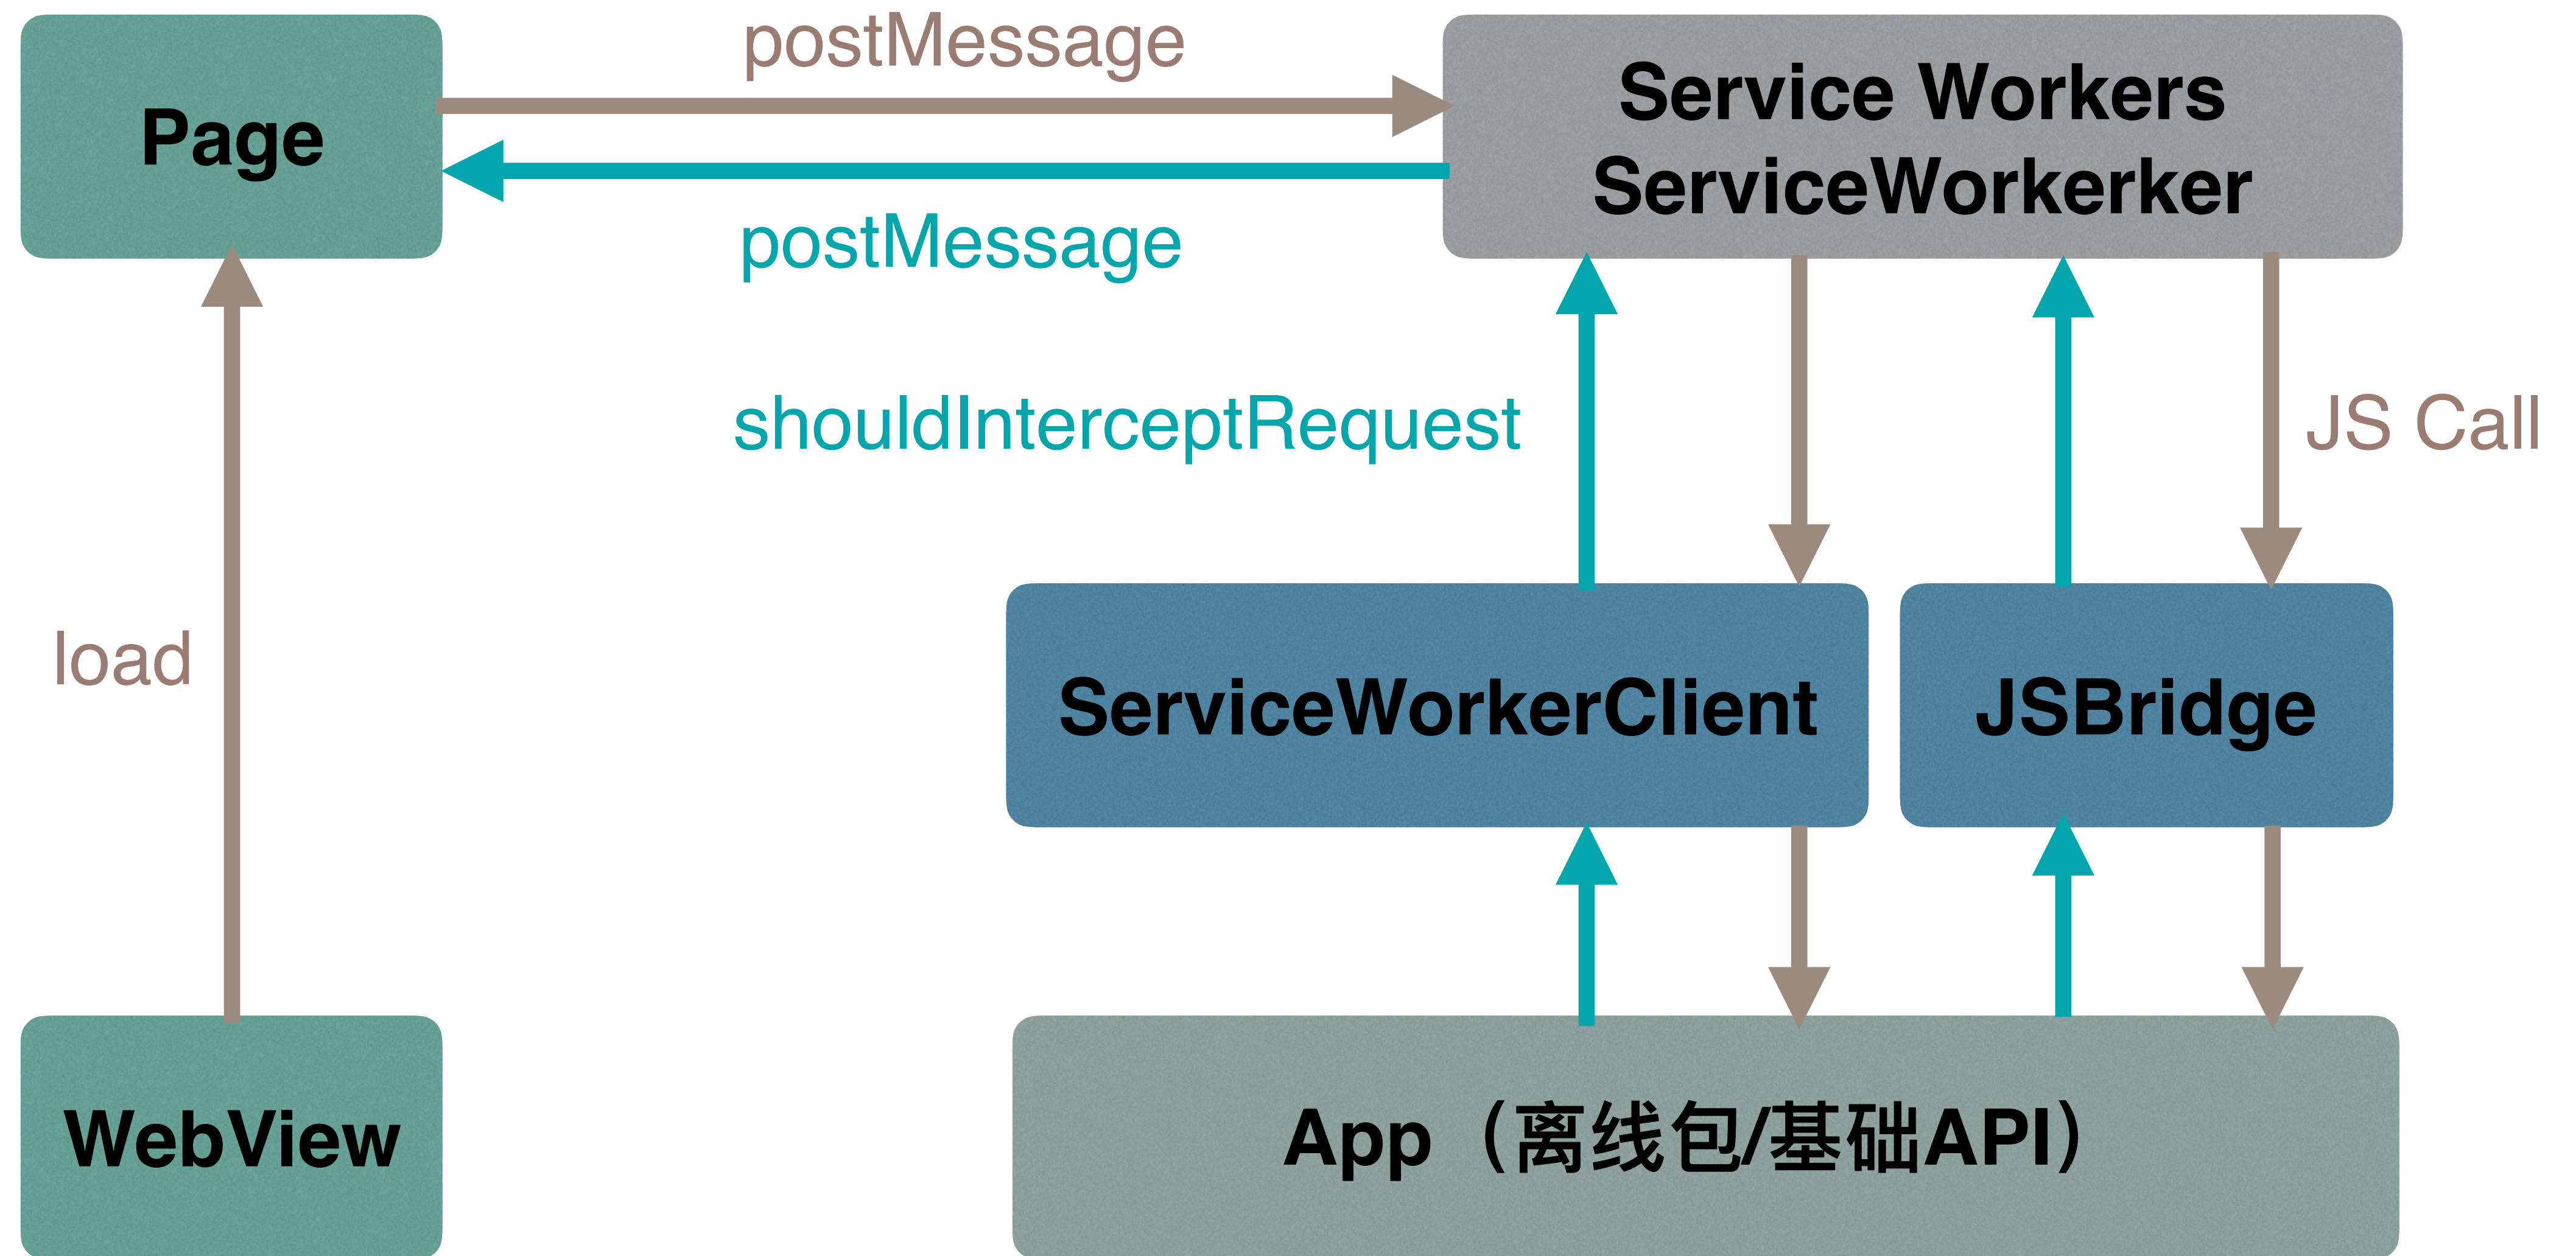 postMessage
Page
Service Workers
ServiceWorkerker
postMessage
shouldInterceptRequest
JS Call
load
ServiceWorkerClient
JSBridge
WebView
App（离线包/基础API）